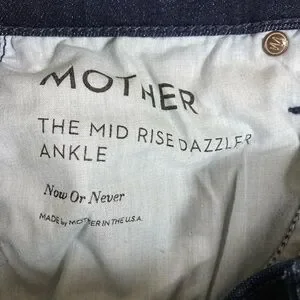 MOTHER
THE MID RISE DAZZLER
ANKLE
Now Or Never
MADE by MOTHER IN THE U.S.A.